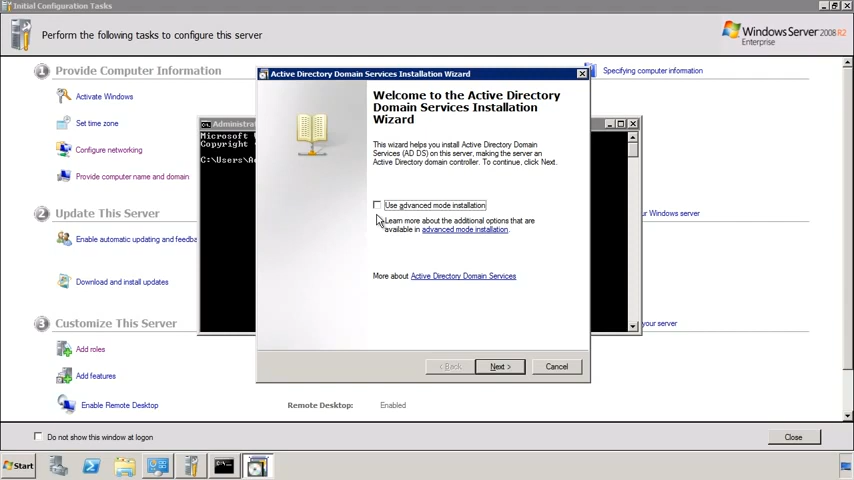 Initial Configuration Tasks
Perform the following tasks to configure this server
Windows Server 2008 R2
Enterprise
1 Provide Computer Information
Specifying computer information
Activate Windows
Set time zone
Configure networking
Provide computer name and domain
2 Update This Server
Windows server
Enable automatic updating and feedba
Download and install updates
3 Customize This Server
your server
Add roles
Add features
Enable Remote Desktop
Remote Desktop:
Enabled
Do not show this window at logon
Close
Administra
Microsoft
Copyright
C:\Users\A
Active Directory Domain Services Installation Wizard
Welcome to the Active Directory
Domain Services Installation
Wizard
This wizard helps you install Active Directory Domain
Services (AD DS) on this server, making the server an
Active Directory domain controller. To continue, click Next.
Use advanced mode installation
Learn more about the additional options that are
available in advanced mode installation.
More about Active Directory Domain Services
< Back
Next >
Cancel
Start